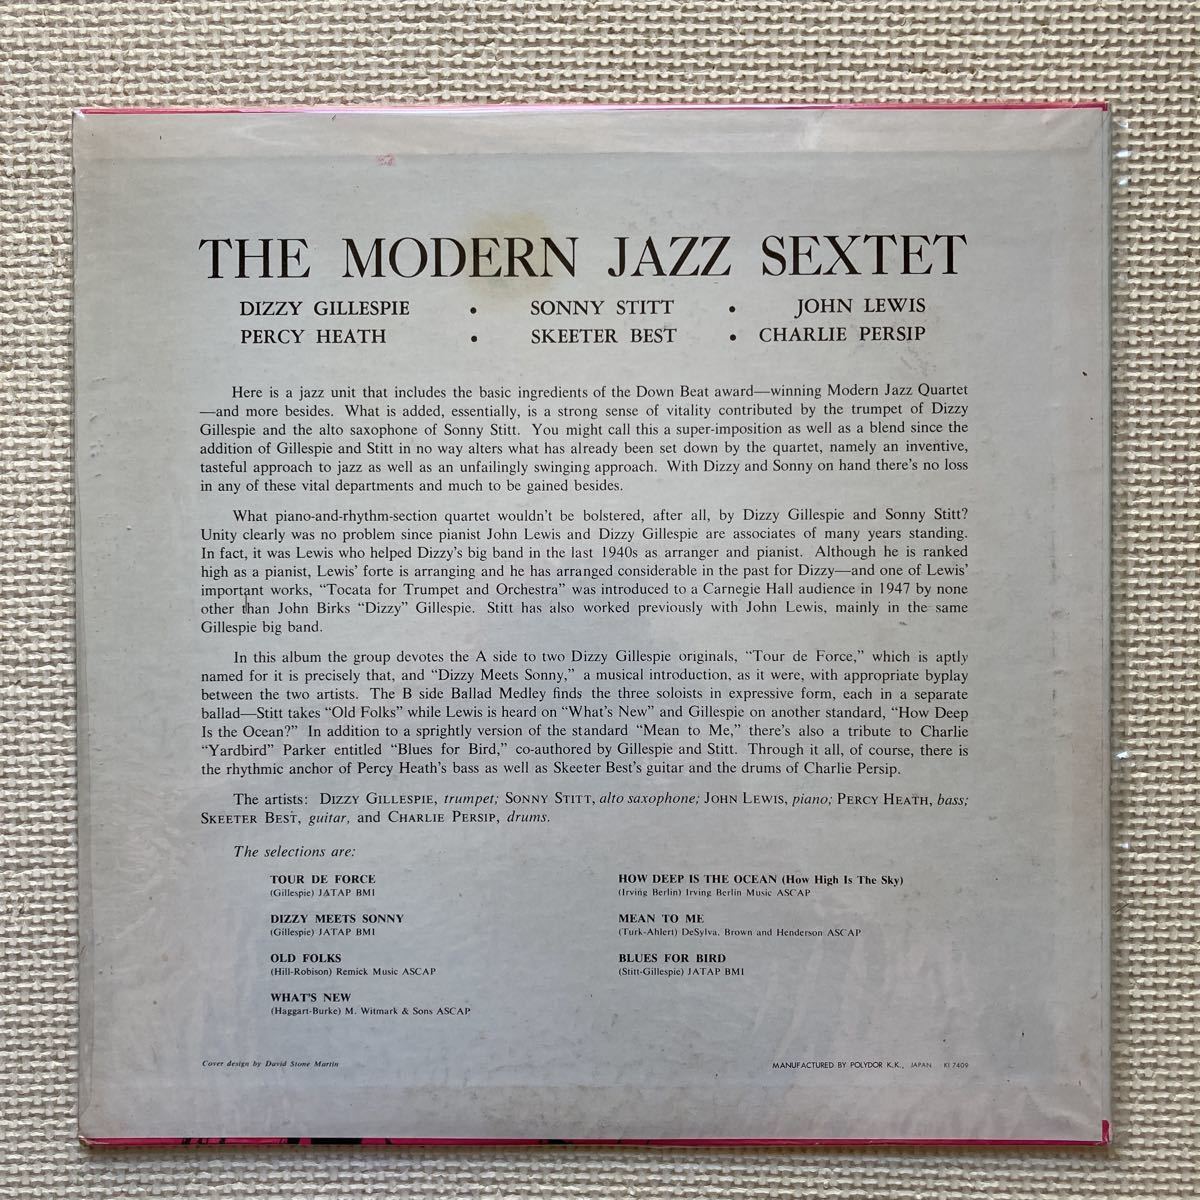 THE MODERN JAZZ SEXTET
DIZZY GILLESPIE • SONNY STITT • JOHN LEWIS
PERCY HEATH • SKEETER BEST • CHARLIE PERSIP
Here is a jazz unit that includes the basic ingredients of the Down Beat award—winning Modern Jazz Quartet
—and more besides. What is added, essentially, is a strong sense of vitality contributed by the trumpet of Dizzy
Gillespie and the alto saxophone of Sonny Stitt. You might call this a super-imposition as well as a blend since the
addition of Gillespie and Stitt in no way alters what has already been set down by the quartet, namely an inventive,
tasteful approach to jazz as well as an unfailingly swinging approach. With Dizzy and Sonny on hand there's no loss
in any of these vital departments and much to be gained besides.
What piano-and-rhythm-section quartet wouldn't be bolstered, after all, by Dizzy Gillespie and Sonny Stitt?
Unity clearly was no problem since pianist John Lewis and Dizzy Gillespie are associates of many years standing.
In fact, it was Lewis who helped Dizzy's big band in the last 1940s as arranger and pianist. Although he is ranked
high as a pianist, Lewis' forte is arranging and he has arranged considerable in the past for Dizzy—and one of Lewis'
important works, "Tocata for Trumpet and Orchestra" was introduced to a Carnegie Hall audience in 1947 by none
other than John Birks "Dizzy" Gillespie. Stitt has also worked previously with John Lewis, mainly in the same
Gillespie big band.
In this album the group devotes the A side to two Dizzy Gillespie originals, "Tour de Force," which is aptly
named for it is precisely that, and "Dizzy Meets Sonny," a musical introduction, as it were, with appropriate byplay
between the two artists. The B side Ballad Medley finds the three soloists in expressive form, each in a separate
ballad—Stitt takes "Old Folks" while Lewis is heard on "What's New" and Gillespie on another standard, "How Deep
Is the Ocean?" In addition to a sprightly version of the standard "Mean to Me," there's also a tribute to Charlie
"Yardbird" Parker entitled "Blues for Bird," co-authored by Gillespie and Stitt. Through it all, of course, there is
the rhythmic anchor of Percy Heath's bass as well as Skeeter Best's guitar and the drums of Charlie Persip.
The artists: DIZZY GILLESPIE, trumpet; SONNY STITT, alto saxophone; JOHN LEWIS, piano; PERCY HEATH, bass;
SKEETER BEST, guitar, and CHARLIE PERSIP, drums.
The selections are:
TOUR DE FORCE
(Gillespie) JATAP BMI
DIZZY MEETS SONNY
(Gillespie) JATAP BMI
OLD FOLKS
(Hill-Robison) Remick Music ASCAP
WHAT'S NEW
(Haggart-Burke) M. Witmark & Sons ASCAP
HOW DEEP IS THE OCEAN (How High Is The Sky)
(Irving Berlin) Irving Berlin Music ASCAP
MEAN TO ME
(Turk-Ahlert) DeSylva, Brown and Henderson ASCAP
BLUES FOR BIRD
(Stitt-Gillespie) JATAP BMI
Cover design by David Stone Martin
MANUFACTURED BY POLYDOR K.K., JAPAN KI 7409